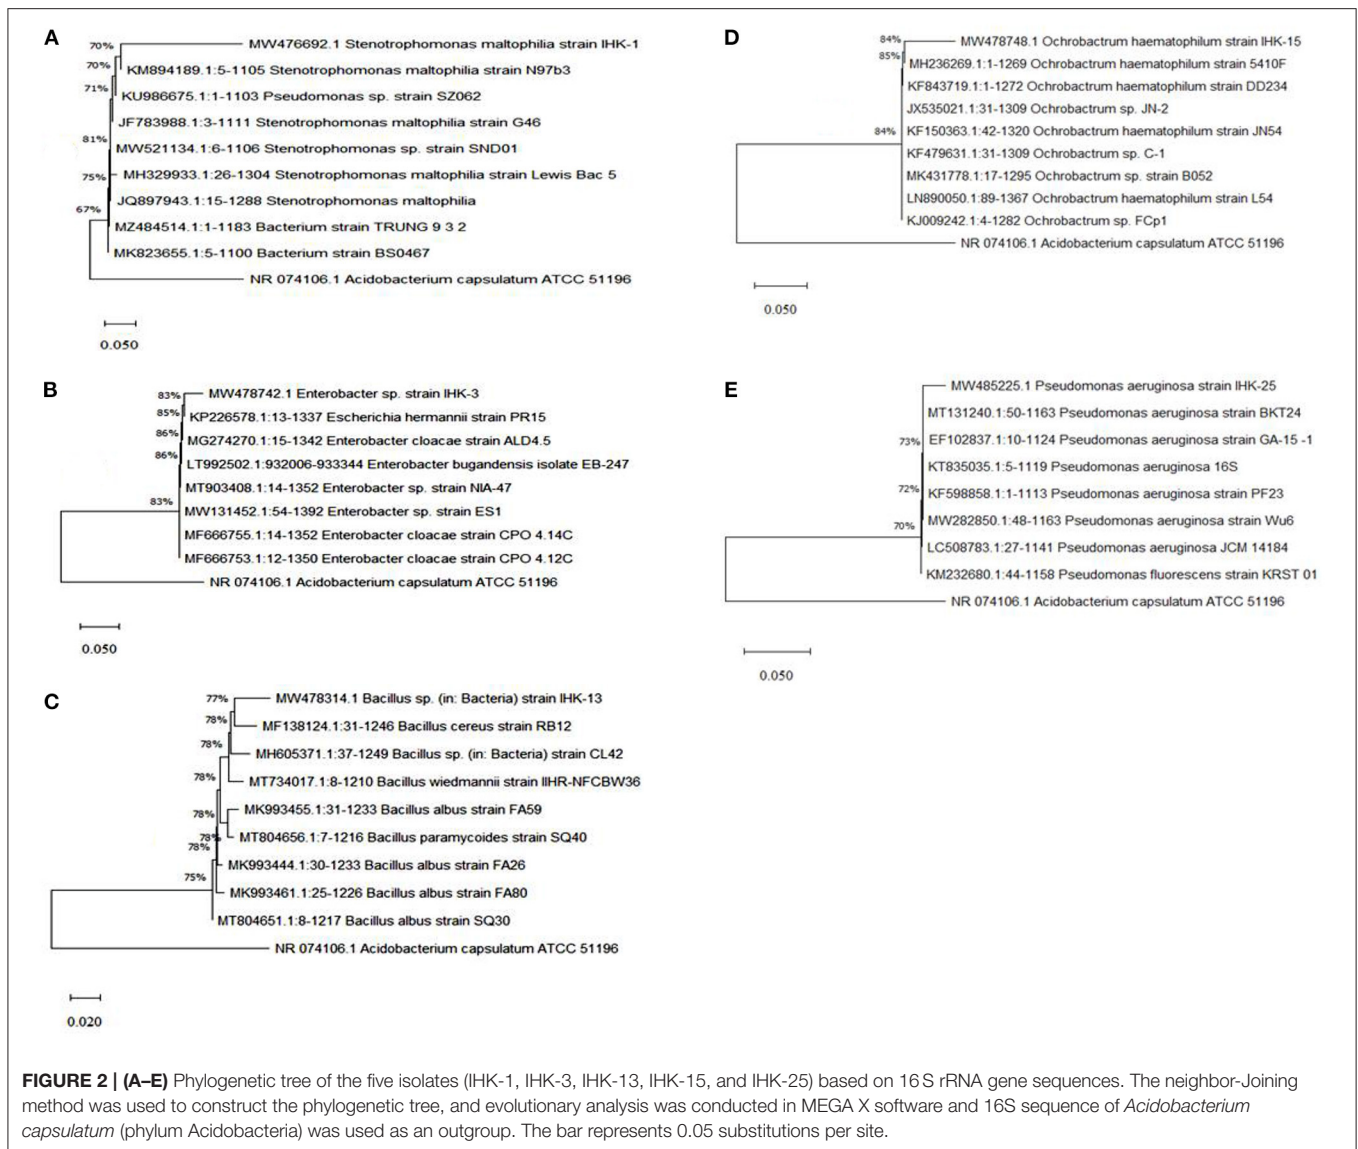 A
70%
MW476692.1 Stenotrophomonas maltophilia strain IHK-1
70%
KM894189.1:5-1105 Stenotrophomonas maltophilia strain N97b3
71%
KU986675.1:1-1103 Pseudomonas sp. strain SZ062
JF783988.1:3-1111 Stenotrophomonas maltophilia strain G46
81%
MW521134.1:6-1106 Stenotrophomonas sp. strain SND01
75%
MH329933.1:26-1304 Stenotrophomonas maltophilia strain Lewis Bac 5
JQ897943.1:15-1288 Stenotrophomonas maltophilia
67%
MZ484514.1:1-1183 Bacterium strain TRUNG 9 3 2
MK823655.1:5-1100 Bacterium strain BS0467
NR 074106.1 Acidobacterium capsulatum ATCC 51196
0.050
B
83%
MW478742.1 Enterobacter sp. strain IHK-3
85%
KP226578.1:13-1337 Escherichia hermannii strain PR15
86%
MG274270.1:15-1342 Enterobacter cloacae strain ALD4.5
86%
LT992502.1:932006-933344 Enterobacter bugandensis isolate EB-247
MT903408.1:14-1352 Enterobacter sp. strain NIA-47
83%
MW131452.1:54-1392 Enterobacter sp. strain ES1
MF666755.1:14-1352 Enterobacter cloacae strain CPO 4.14C
MF666753.1:12-1350 Enterobacter cloacae strain CPO 4.12C
NR 074106.1 Acidobacterium capsulatum ATCC 51196
0.050
C
77%
MW478314.1 Bacillus sp. (in: Bacteria) strain IHK-13
78%
MF138124.1:31-1246 Bacillus cereus strain RB12
78%
MH605371.1:37-1249 Bacillus sp. (in: Bacteria) strain CL42
78%
MT734017.1:8-1210 Bacillus wiedmannii strain IIHR-NFCBW36
78%
MK993455.1:31-1233 Bacillus albus strain FA59
78%
MT804656.1:7-1216 Bacillus paramycoides strain SQ40
78%
MK993444.1:30-1233 Bacillus albus strain FA26
75%
MK993461.1:25-1226 Bacillus albus strain FA80
MT804651.1:8-1217 Bacillus albus strain SQ30
NR 074106.1 Acidobacterium capsulatum ATCC 51196
0.020
D
84%
MW478748.1 Ochrobactrum haematophilum strain IHK-15
85%
MH236269.1:1-1269 Ochrobactrum haematophilum strain 5410F
KF843719.1:1-1272 Ochrobactrum haematophilum strain DD234
JX535021.1:31-1309 Ochrobactrum sp. JN-2
84%
KF150363.1:42-1320 Ochrobactrum haematophilum strain JN54
KF479631.1:31-1309 Ochrobactrum sp. C-1
MK431778.1:17-1295 Ochrobactrum sp. strain B052
LN890050.1:89-1367 Ochrobactrum haematophilum strain L54
KJ009242.1:4-1282 Ochrobactrum sp. FCp1
NR 074106.1 Acidobacterium capsulatum ATCC 51196
0.050
E
MW485225.1 Pseudomonas aeruginosa strain IHK-25
MT131240.1:50-1163 Pseudomonas aeruginosa strain BKT24
73%
EF102837.1:10-1124 Pseudomonas aeruginosa strain GA-15 -1
KT835035.1:5-1119 Pseudomonas aeruginosa 16S
72%
KF598858.1:1-1113 Pseudomonas aeruginosa strain PF23
70%
MW282850.1:48-1163 Pseudomonas aeruginosa strain Wu6
LC508783.1:27-1141 Pseudomonas aeruginosa JCM 14184
KM232680.1:44-1158 Pseudomonas fluorescens strain KRST 01
NR 074106.1 Acidobacterium capsulatum ATCC 51196
0.050
FIGURE 2 | (A–E) Phylogenetic tree of the five isolates (IHK-1, IHK-3, IHK-13, IHK-15, and IHK-25) based on 16 S rRNA gene sequences. The neighbor-Joining
method was used to construct the phylogenetic tree, and evolutionary analysis was conducted in MEGA X software and 16S sequence of Acidobacterium
capsulatum (phylum Acidobacteria) was used as an outgroup. The bar represents 0.05 substitutions per site.